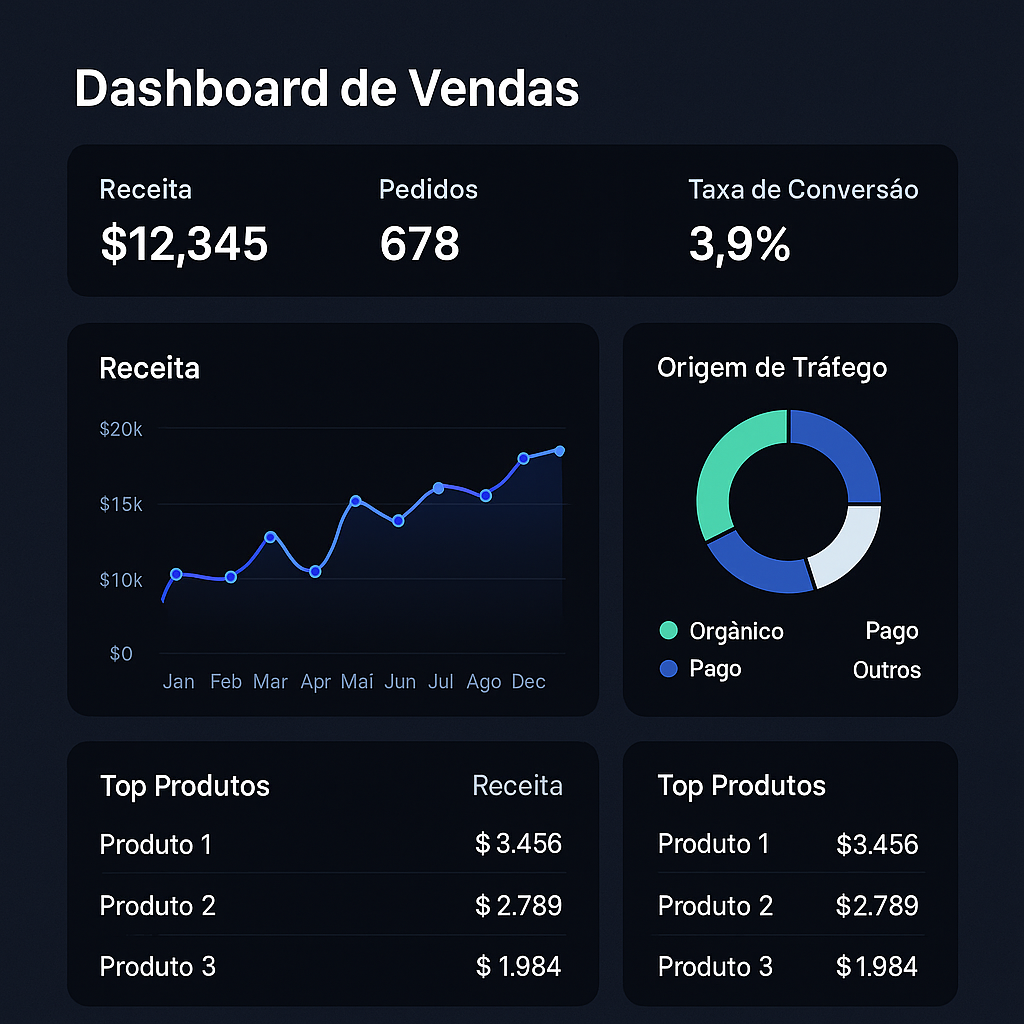 Dashboard de Vendas
Receita
$12,345
Pedidos
678
Taxa de Conversáo
3,9%
Receita
$20k
$15k
$10k
$0
Jan Feb Mar Apr Maí Jun Jul Ago Dec
Origem de Tráfego
Orgànico Pago
Pago Outros
Top Produtos Receita
Produto 1 $ 3.456
Produto 2 $ 2.789
Produto 3 $ 1.984
Top Produtos
Produto 1 $3.456
Produto 2 $2.789
Produto 3 $1.984